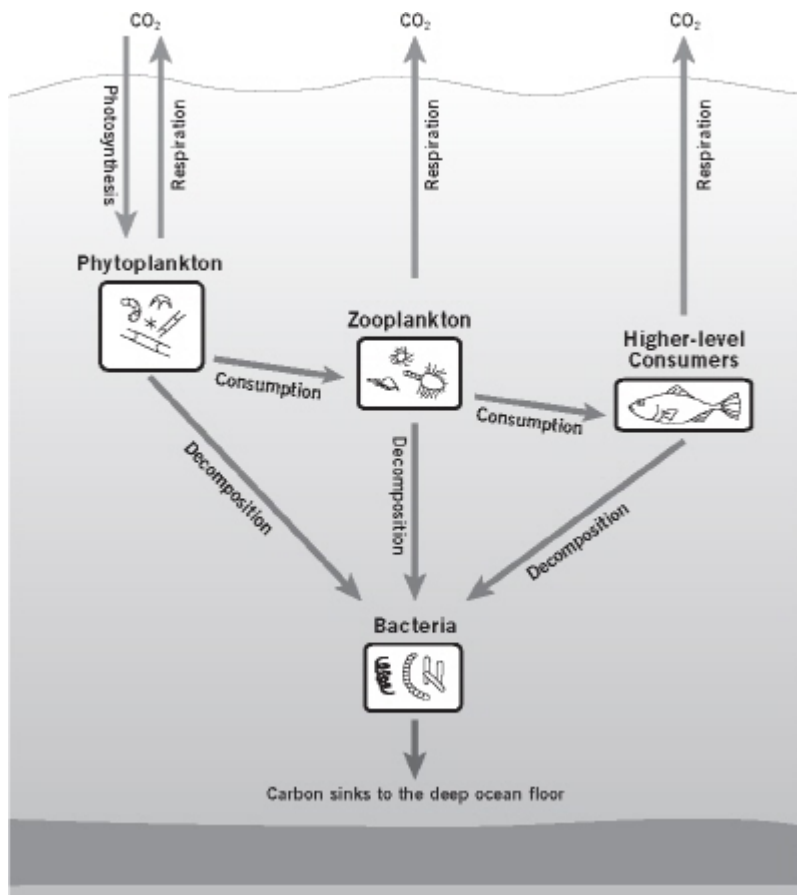 CO₂
CO₂
CO₂
Photosynthesis
Respiration
Respiration
Respiration
Phytoplankton
Zooplankton
Higher-level
Consumers
Consumption
Consumption
Decomposition
Decomposition
Decomposition
Bacteria
Carbon sinks to the deep ocean floor